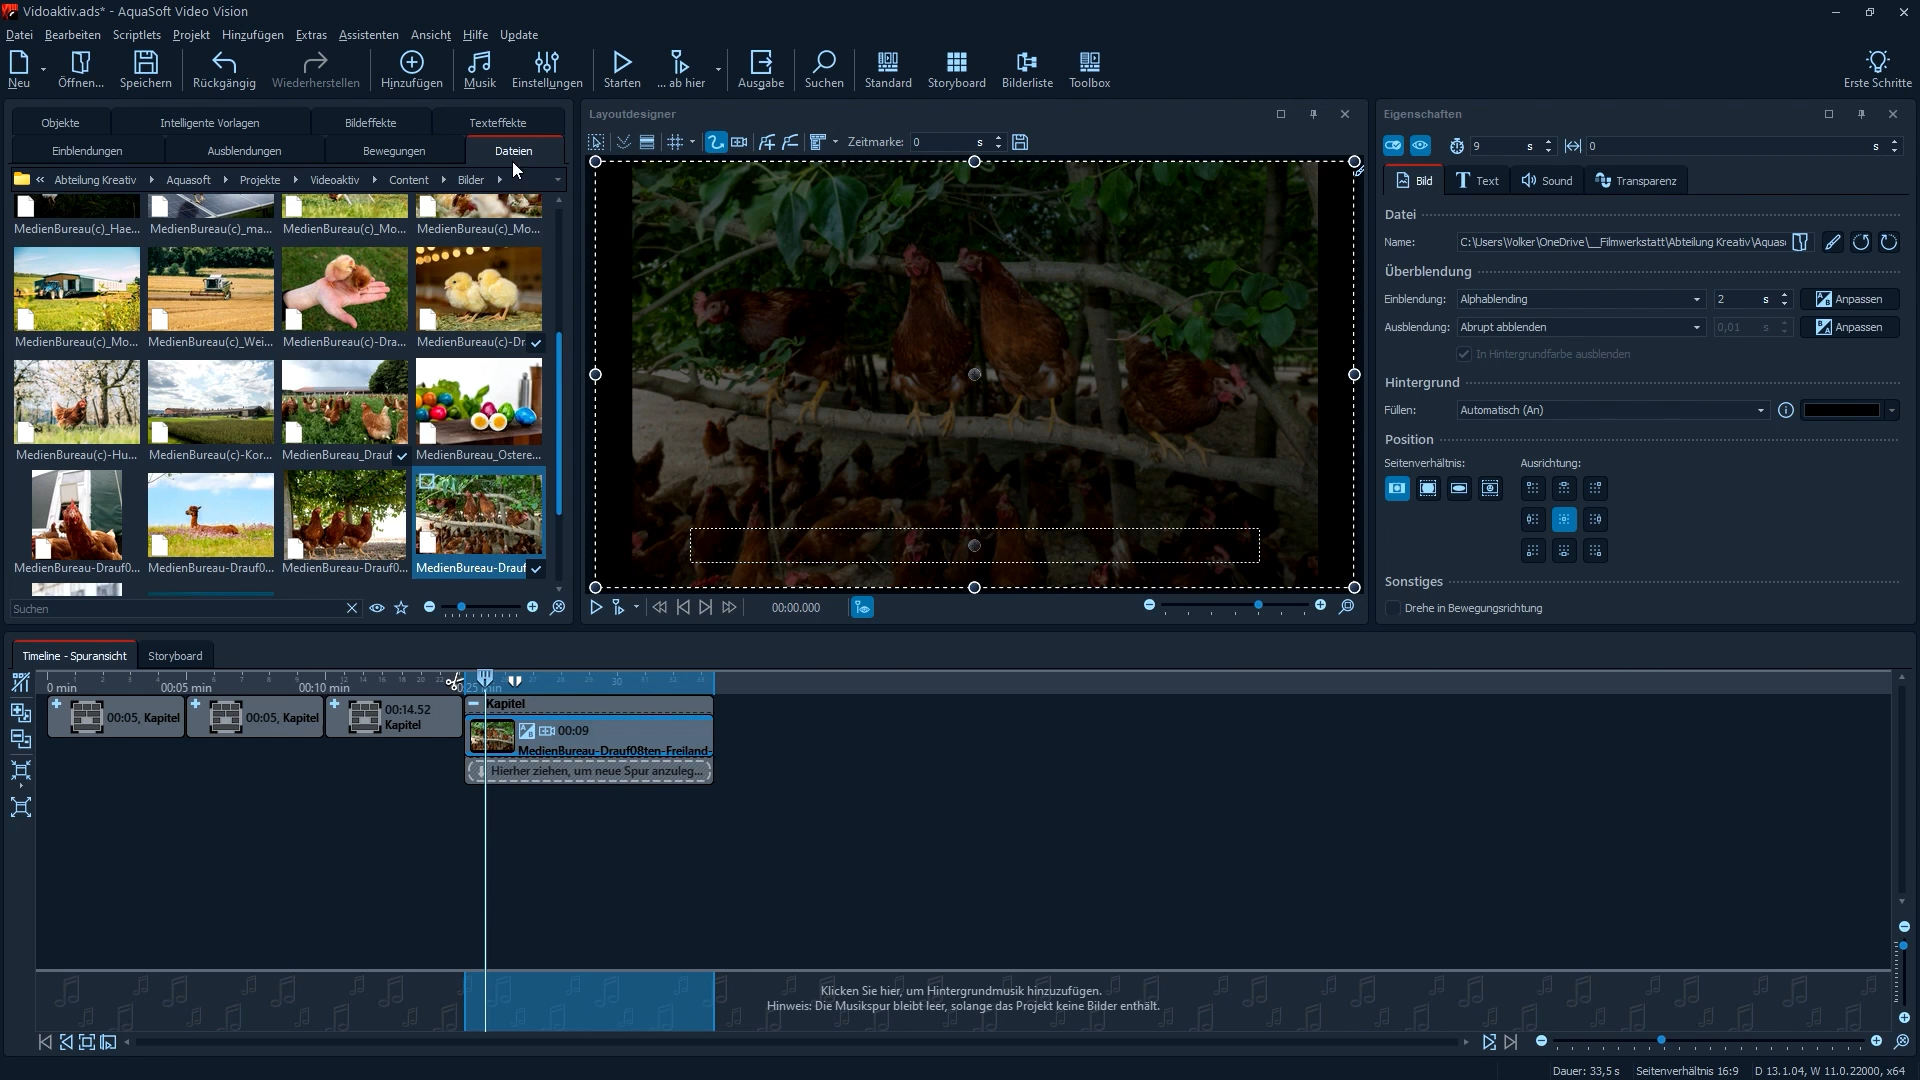 Vidoaktiv.ads* - AquaSoft Video Vision
Datei Bearbeiten Scriptlets Projekt Hinzufügen Extras Assistenten Ansicht Hilfe Update
Neu Öffnen... Speichern Rückgängig Wiederherstellen Hinzufügen Musik Einstellungen Starten ... ab hier Ausgabe Suchen Standard Storyboard Bilderliste Toolbox Erste Schritte
Objekte Intelligente Vorlagen Bildeffekte Texteffekte
Einblendungen Ausblendungen Bewegungen Dateien
« Abteilung Kreativ Aquasoft Projekte Videoaktiv Content Bilder
MedienBureau(c)_Hae... MedienBureau(c)_ma... MedienBureau(c)_Mo... MedienBureau(c)_Mo...
MedienBureau(c)_Mo... MedienBureau(c)_Wei... MedienBureau(c)-Dra... MedienBureau(c)-Dr
MedienBureau(c)-Hu... MedienBureau(c)-Kor... MedienBureau_Drauf MedienBureau_Ostere...
MedienBureau-Drauf0... MedienBureau-Drauf0... MedienBureau-Drauf0... MedienBureau-Drauf
Suchen
Layoutdesigner
Zeitmarke: 0 s
00:00.000
Eigenschaften
9 s 0 s
Bild Text Sound Transparenz
Datei
Name: C:\Users\Volker\OneDrive\__Filmwerkstatt\Abteilung Kreativ\Aquas
Überblendung
Einblendung: Alphablending 2 s Anpassen
Ausblendung: Abrupt abblenden 0,01 s Anpassen
In Hintergrundfarbe ausblenden
Hintergrund
Füllen: Automatisch (An)
Position
Seitenverhältnis: Ausrichtung:
Sonstiges
Drehe in Bewegungsrichtung
Timeline - Spuransicht Storyboard
0 min 00:05 min 00:10 min 30
00:05, Kapitel 00:05, Kapitel 00:14.52 Kapitel
Kapitel
00:09
MedienBureau-Drauf08ten-Freiland-
Hierher ziehen, um neue Spur anzuleg...
Klicken Sie hier, um Hintergrundmusik hinzuzufügen.
Hinweis: Die Musikspur bleibt leer, solange das Projekt keine Bilder enthält.
Dauer: 33,5 s Seitenverhältnis 16:9 D 13.1.04, W 11.0.22000, x64